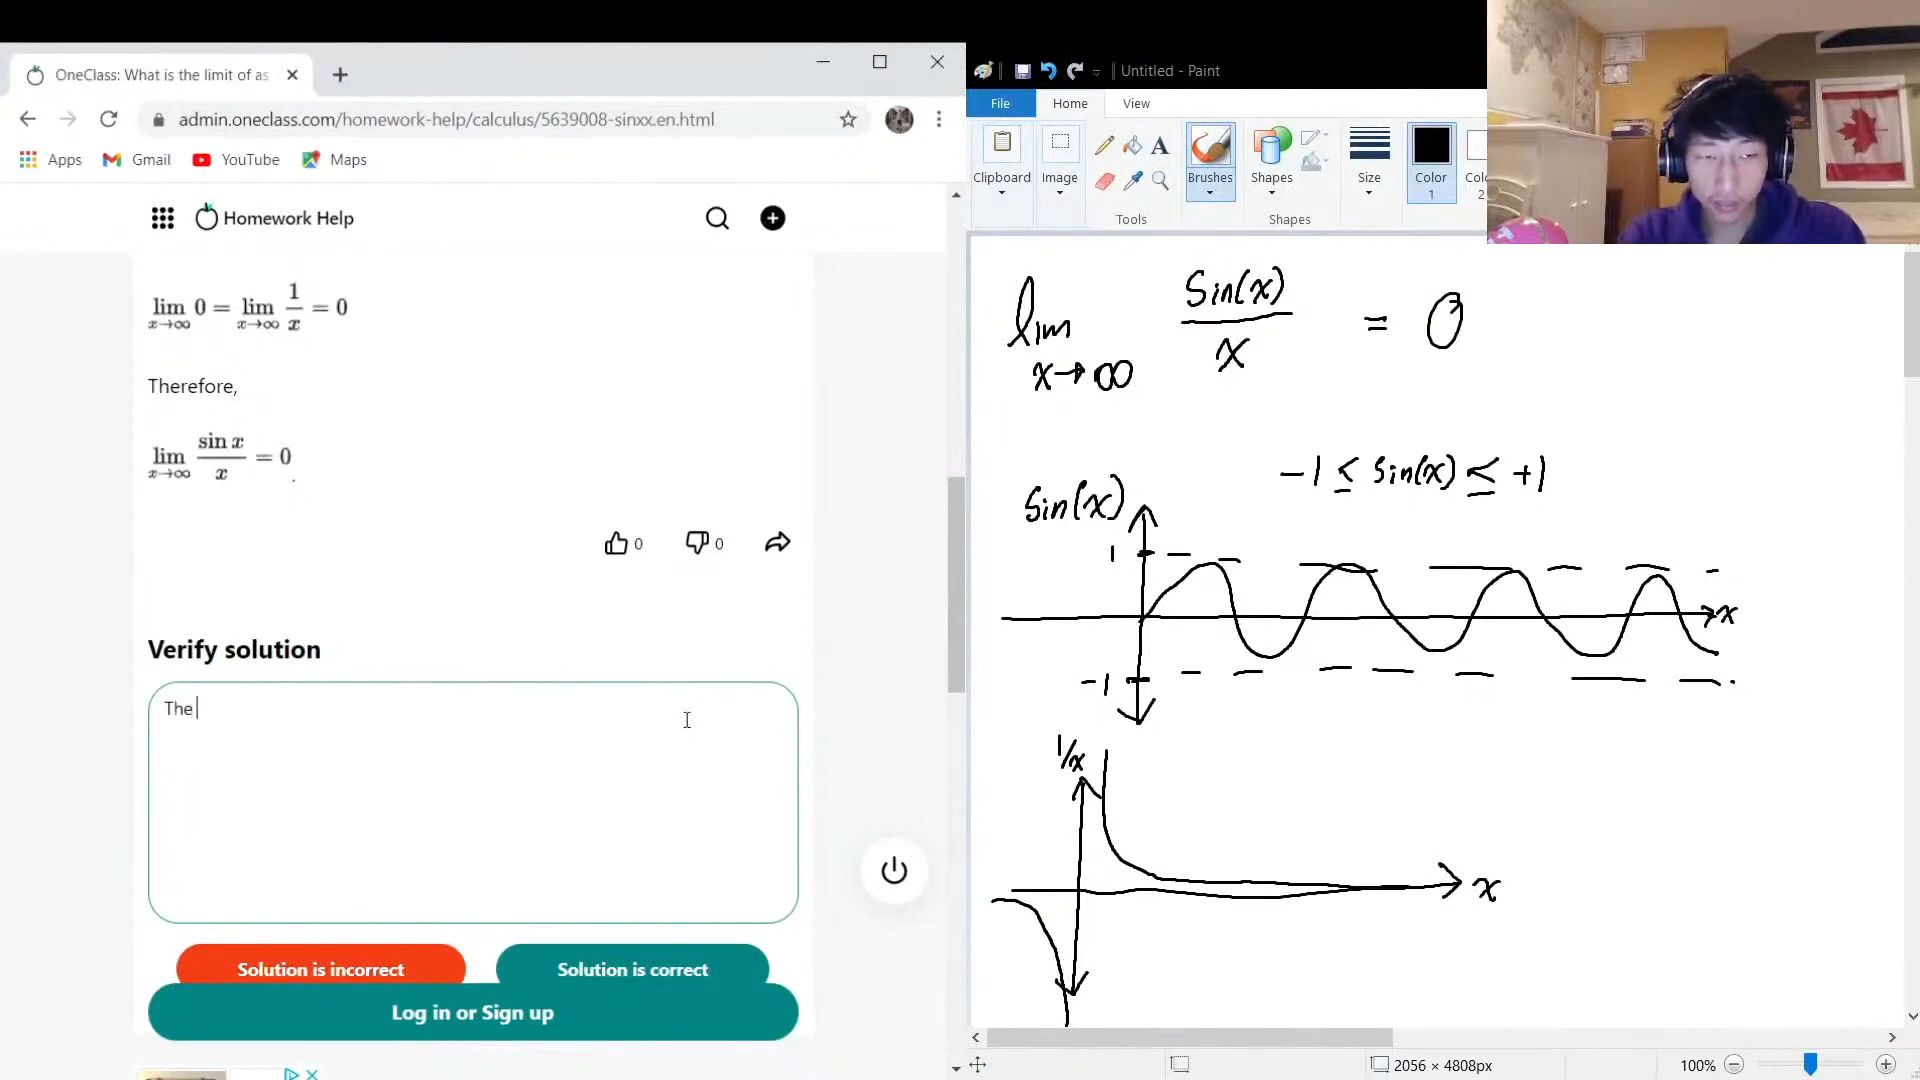 OneClass: What is the limit of as
admin.oneclass.com/homework-help/calculus/5639008-sinxx.en.html
Apps Gmail YouTube Maps
Homework Help
lim x→∞ 0 = lim x→∞ 1/x = 0
Therefore,
lim x→∞ sin x/x = 0
.
0 0
Verify solution
The
Solution is incorrect Solution is correct
Log in or Sign up
Untitled - Paint
File Home View
Clipboard Image Brushes Shapes Size Color 1 Colo 2
Tools Shapes
lim x→∞ Sin(x)/x = 0
-1 ≤ Sin(x) ≤ +1
Sin(x)
1
x
-1
1/x
x
2056 × 4808px 100%